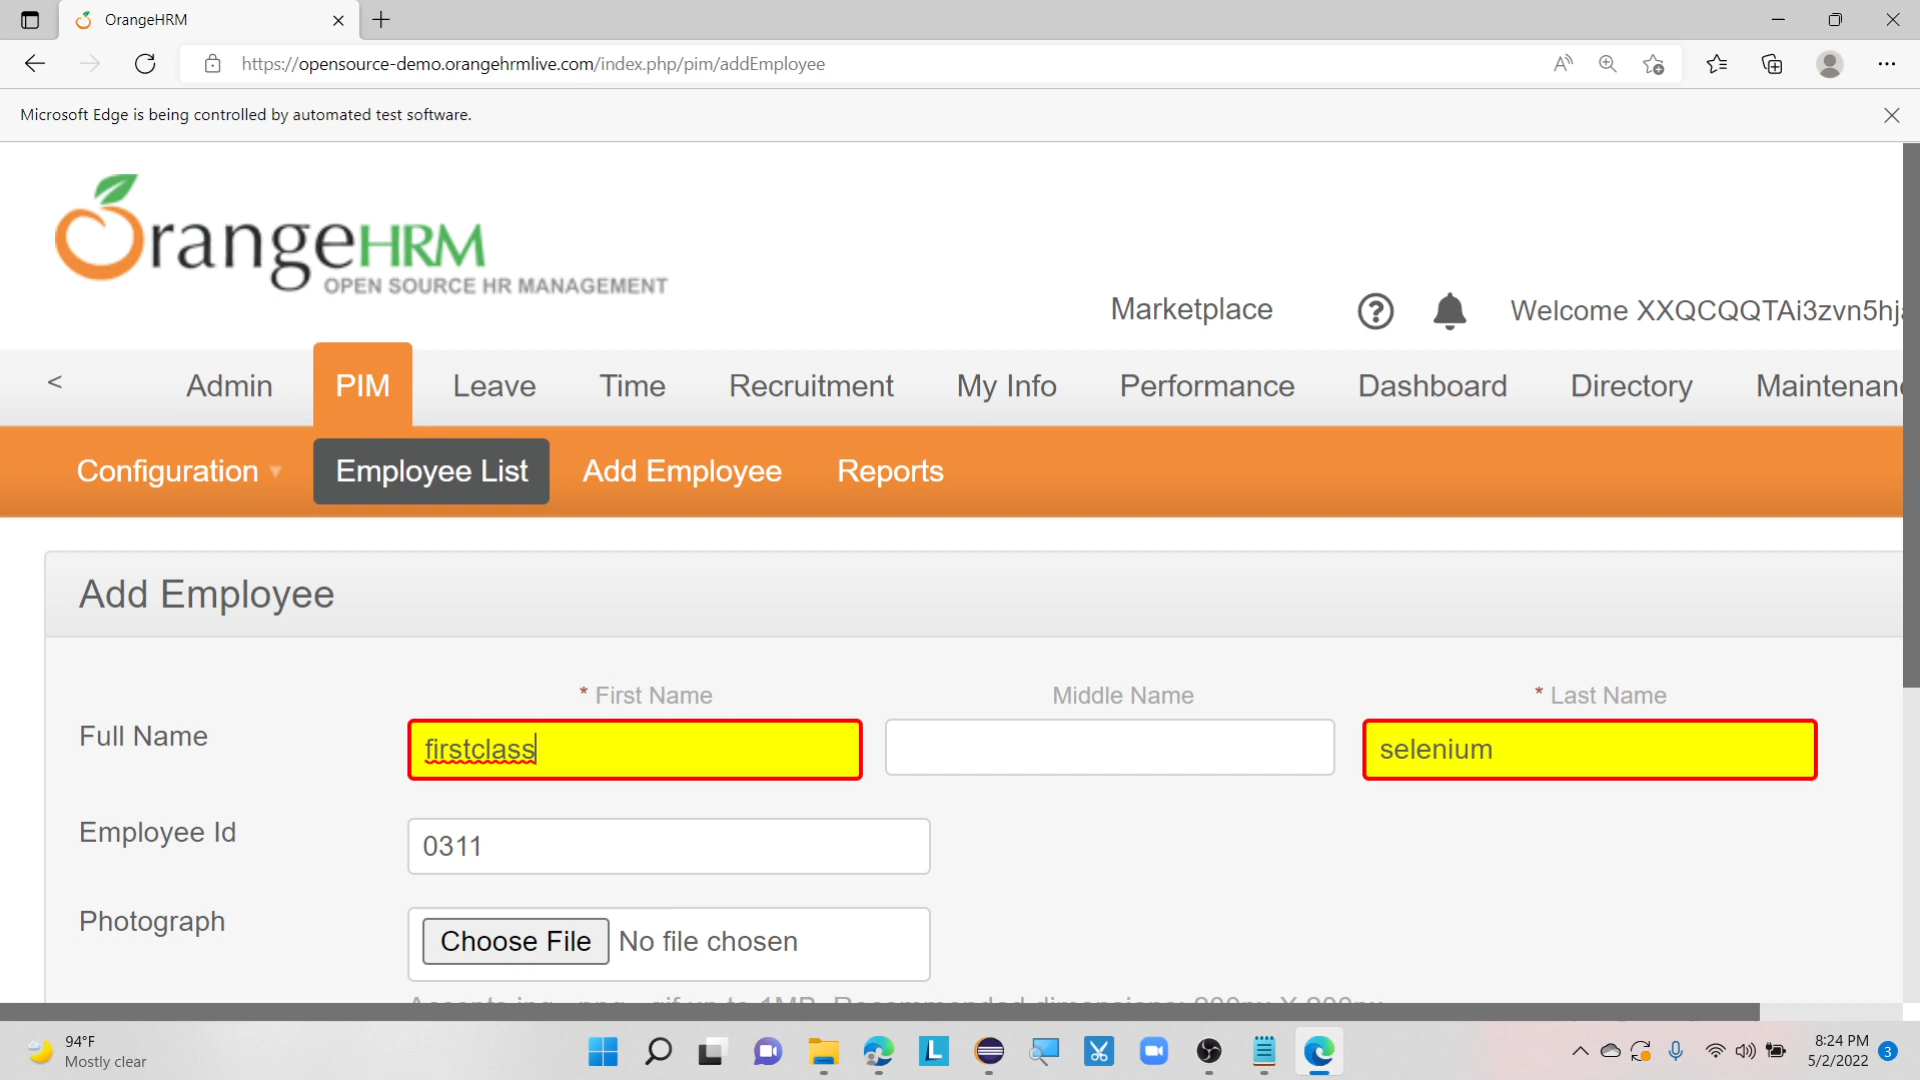 OrangeHRM
https://opensource-demo.orangehrmlive.com/index.php/pim/addEmployee
Microsoft Edge is being controlled by automated test software.
OrangeHRM
OPEN SOURCE HR MANAGEMENT
Marketplace
Welcome XXQCQQTAi3zvn5hj
< Admin PIM Leave Time Recruitment My Info Performance Dashboard Directory Maintenan
Configuration Employee List Add Employee Reports
Add Employee
* First Name Middle Name * Last Name
Full Name firstclass selenium
Employee Id 0311
Photograph Choose File No file chosen
94°F
Mostly clear
8:24 PM
5/2/2022 3